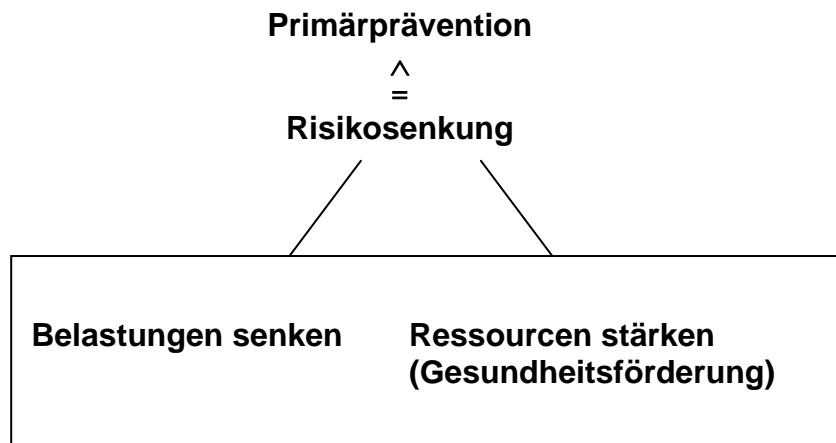 Primärprävention
^
=
Risikosenkung
Belastungen senken Ressourcen stärken
(Gesundheitsförderung)